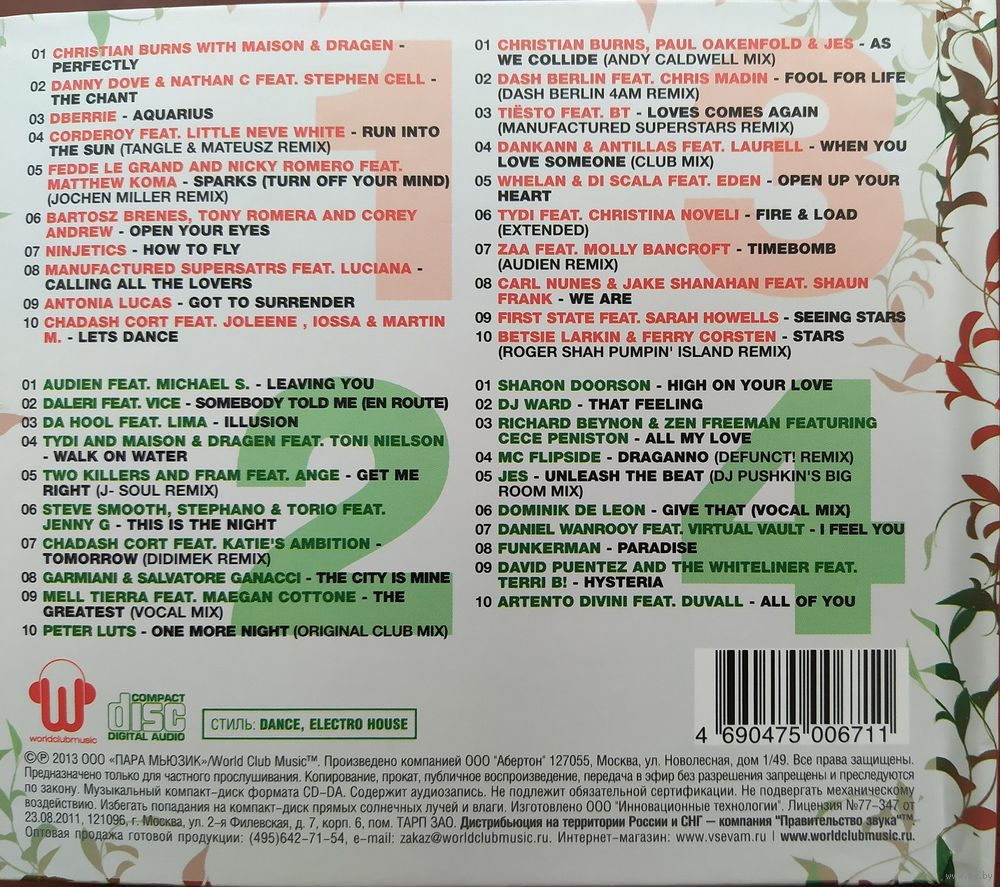 01 CHRISTIAN BURNS WITH MAISON & DRAGEN -
PERFECTLY
02 DANNY DOVE & NATHAN C FEAT. STEPHEN CELL -
THE CHANT
03 DBERRIE - AQUARIUS
04 CORDEROY FEAT. LITTLE NEVE WHITE - RUN INTO
THE SUN (TANGLE & MATEUSZ REMIX)
05 FEDDE LE GRAND AND NICKY ROMERO FEAT.
MATTHEW KOMA - SPARKS (TURN OFF YOUR MIND)
(JOCHEN MILLER REMIX)
06 BARTOSZ BRENES, TONY ROMERA AND COREY
ANDREW - OPEN YOUR EYES
07 NINJETICS - HOW TO FLY
08 MANUFACTURED SUPERSATRS FEAT. LUCIANA -
CALLING ALL THE LOVERS
09 ANTONIA LUCAS - GOT TO SURRENDER
10 CHADASH CORT FEAT. JOLEENE , IOSSA & MARTIN
M. - LETS DANCE
1
01 AUDIEN FEAT. MICHAEL S. - LEAVING YOU
02 DALERI FEAT. VICE - SOMEBODY TOLD ME (EN ROUTE)
03 DA HOOL FEAT. LIMA - ILLUSION
04 TYDI AND MAISON & DRAGEN FEAT. TONI NIELSON
- WALK ON WATER
05 TWO KILLERS AND FRAM FEAT. ANGE - GET ME
RIGHT (J- SOUL REMIX)
06 STEVE SMOOTH, STEPHANO & TORIO FEAT.
JENNY G - THIS IS THE NIGHT
07 CHADASH CORT FEAT. KATIE'S AMBITION -
TOMORROW (DIDIMEK REMIX)
08 GARMIANI & SALVATORE GANACCI - THE CITY IS MINE
09 MELL TIERRA FEAT. MAEGAN COTTONE - THE
GREATEST (VOCAL MIX)
10 PETER LUTS - ONE MORE NIGHT (ORIGINAL CLUB MIX)
2
01 CHRISTIAN BURNS, PAUL OAKENFOLD & JES - AS
WE COLLIDE (ANDY CALDWELL MIX)
02 DASH BERLIN FEAT. CHRIS MADIN - FOOL FOR LIFE
(DASH BERLIN 4AM REMIX)
03 TIËSTO FEAT. BT - LOVES COMES AGAIN
(MANUFACTURED SUPERSTARS REMIX)
04 DANKANN & ANTILLAS FEAT. LAURELL - WHEN YOU
LOVE SOMEONE (CLUB MIX)
05 WHELAN & DI SCALA FEAT. EDEN - OPEN UP YOUR
HEART
06 TYDI FEAT. CHRISTINA NOVELI - FIRE & LOAD
(EXTENDED)
07 ZAA FEAT. MOLLY BANCROFT - TIMEBOMB
(AUDIEN REMIX)
08 CARL NUNES & JAKE SHANAHAN FEAT. SHAUN
FRANK - WE ARE
09 FIRST STATE FEAT. SARAH HOWELLS - SEEING STARS
10 BETSIE LARKIN & FERRY CORSTEN - STARS
(ROGER SHAH PUMPIN' ISLAND REMIX)
3
01 SHARON DOORSON - HIGH ON YOUR LOVE
02 DJ WARD - THAT FEELING
03 RICHARD BEYNON & ZEN FREEMAN FEATURING
CECE PENISTON - ALL MY LOVE
04 MC FLIPSIDE - DRAGANNO (DEFUNCT! REMIX)
05 JES - UNLEASH THE BEAT (DJ PUSHKIN'S BIG
ROOM MIX)
06 DOMINIK DE LEON - GIVE THAT (VOCAL MIX)
07 DANIEL WANROOY FEAT. VIRTUAL VAULT - I FEEL YOU
08 FUNKERMAN - PARADISE
09 DAVID PUENTEZ AND THE WHITELINER FEAT.
TERRI B! - HYSTERIA
10 ARTENTO DIVINI FEAT. DUVALL - ALL OF YOU
4
W
worldclubmusic
COMPACT
disc
DIGITAL AUDIO
СТИЛЬ: DANCE, ELECTRO HOUSE
4 690475 006711
©℗ 2013 ООО «ПАРА МЬЮЗИК»/World Club Music™. Произведено компанией ООО "Абертон" 127055, Москва, ул. Новолесная, дом 1/49. Все права защищены.
Предназначено только для частного прослушивания. Копирование, прокат, публичное воспроизведение, передача в эфир без разрешения запрещены и преследуются
по закону. Музыкальный компакт–диск формата CD–DA. Содержит аудиозапись. Не подлежит обязательной сертификации. Не подвергать механическому
воздействию. Избегать попадания на компакт–диск прямых солнечных лучей и влаги. Изготовлено ООО "Инновационные технологии". Лицензия №77–347 от
23.08.2011, 121096, г. Москва, ул. 2–я Филевская, д. 7, корп. 6, пом. ТАРП ЗАО. Дистрибьюция на территории России и СНГ — компания "Правительство звука"™.
Оптовая продажа готовой продукции: (495)642–71–54, e–mail: zakaz@worldclubmusic.ru. Интернет–магазин: www.vsevam.ru | www.worldclubmusic.ru.